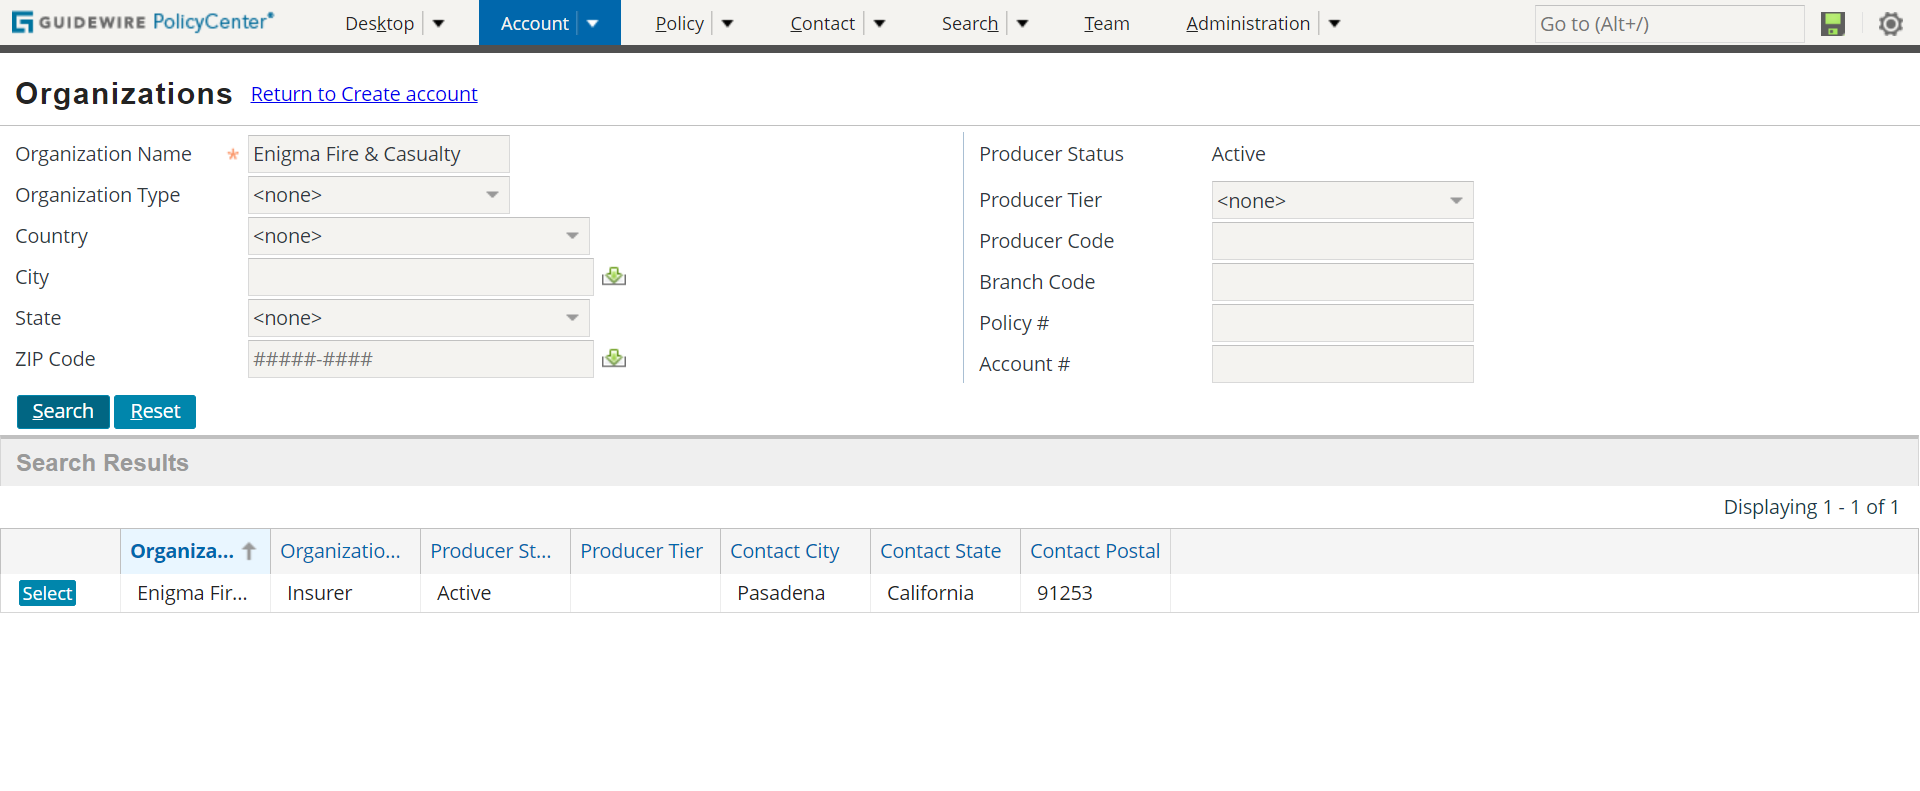 GUIDEWIRE PolicyCenter® Desktop Account Policy Contact Search Team Administration Go to (Alt+/)
Organizations Return to Create account
Organization Name * Enigma Fire & Casualty
Organization Type <none>
Country <none>
City
State <none>
ZIP Code #####-####
Producer Status Active
Producer Tier <none>
Producer Code
Branch Code
Policy #
Account #
Search Reset
Search Results
Displaying 1 - 1 of 1
Organiza... Organizatio... Producer St... Producer Tier Contact City Contact State Contact Postal
Select Enigma Fir... Insurer Active Pasadena California 91253